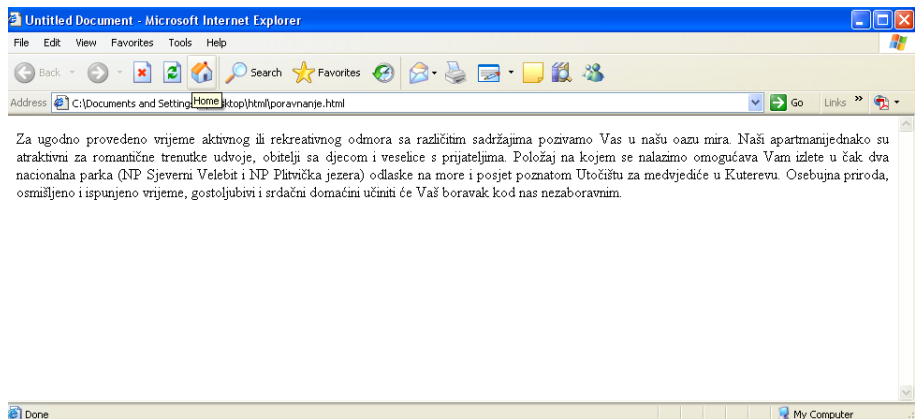 Untitled Document - Microsoft Internet Explorer
File Edit View Favorites Tools Help
Back Search Favorites
Address C:\Documents and Setting ktop\html\poravnanje.html Go Links »
Home
Za ugodno provedeno vrijeme aktivnog ili rekreativnog odmora sa različitim sadržajima pozivamo Vas u našu oazu mira. Naši apartmanijednako su
atraktivni za romantične trenutke udvoje, obitelji sa djecom i veselice s prijateljima. Položaj na kojem se nalazimo omogućava Vam izlete u čak dva
nacionalna parka (NP Sjeverni Velebit i NP Plitvička jezera) odlaske na more i posjet poznatom Utočištu za medvjediće u Kuterevu. Osebujna priroda,
osmišljeno i ispunjeno vrijeme, gostoljubivi i srdačni domaćini učiniti će Vaš boravak kod nas nezaboravnim.
Done My Computer